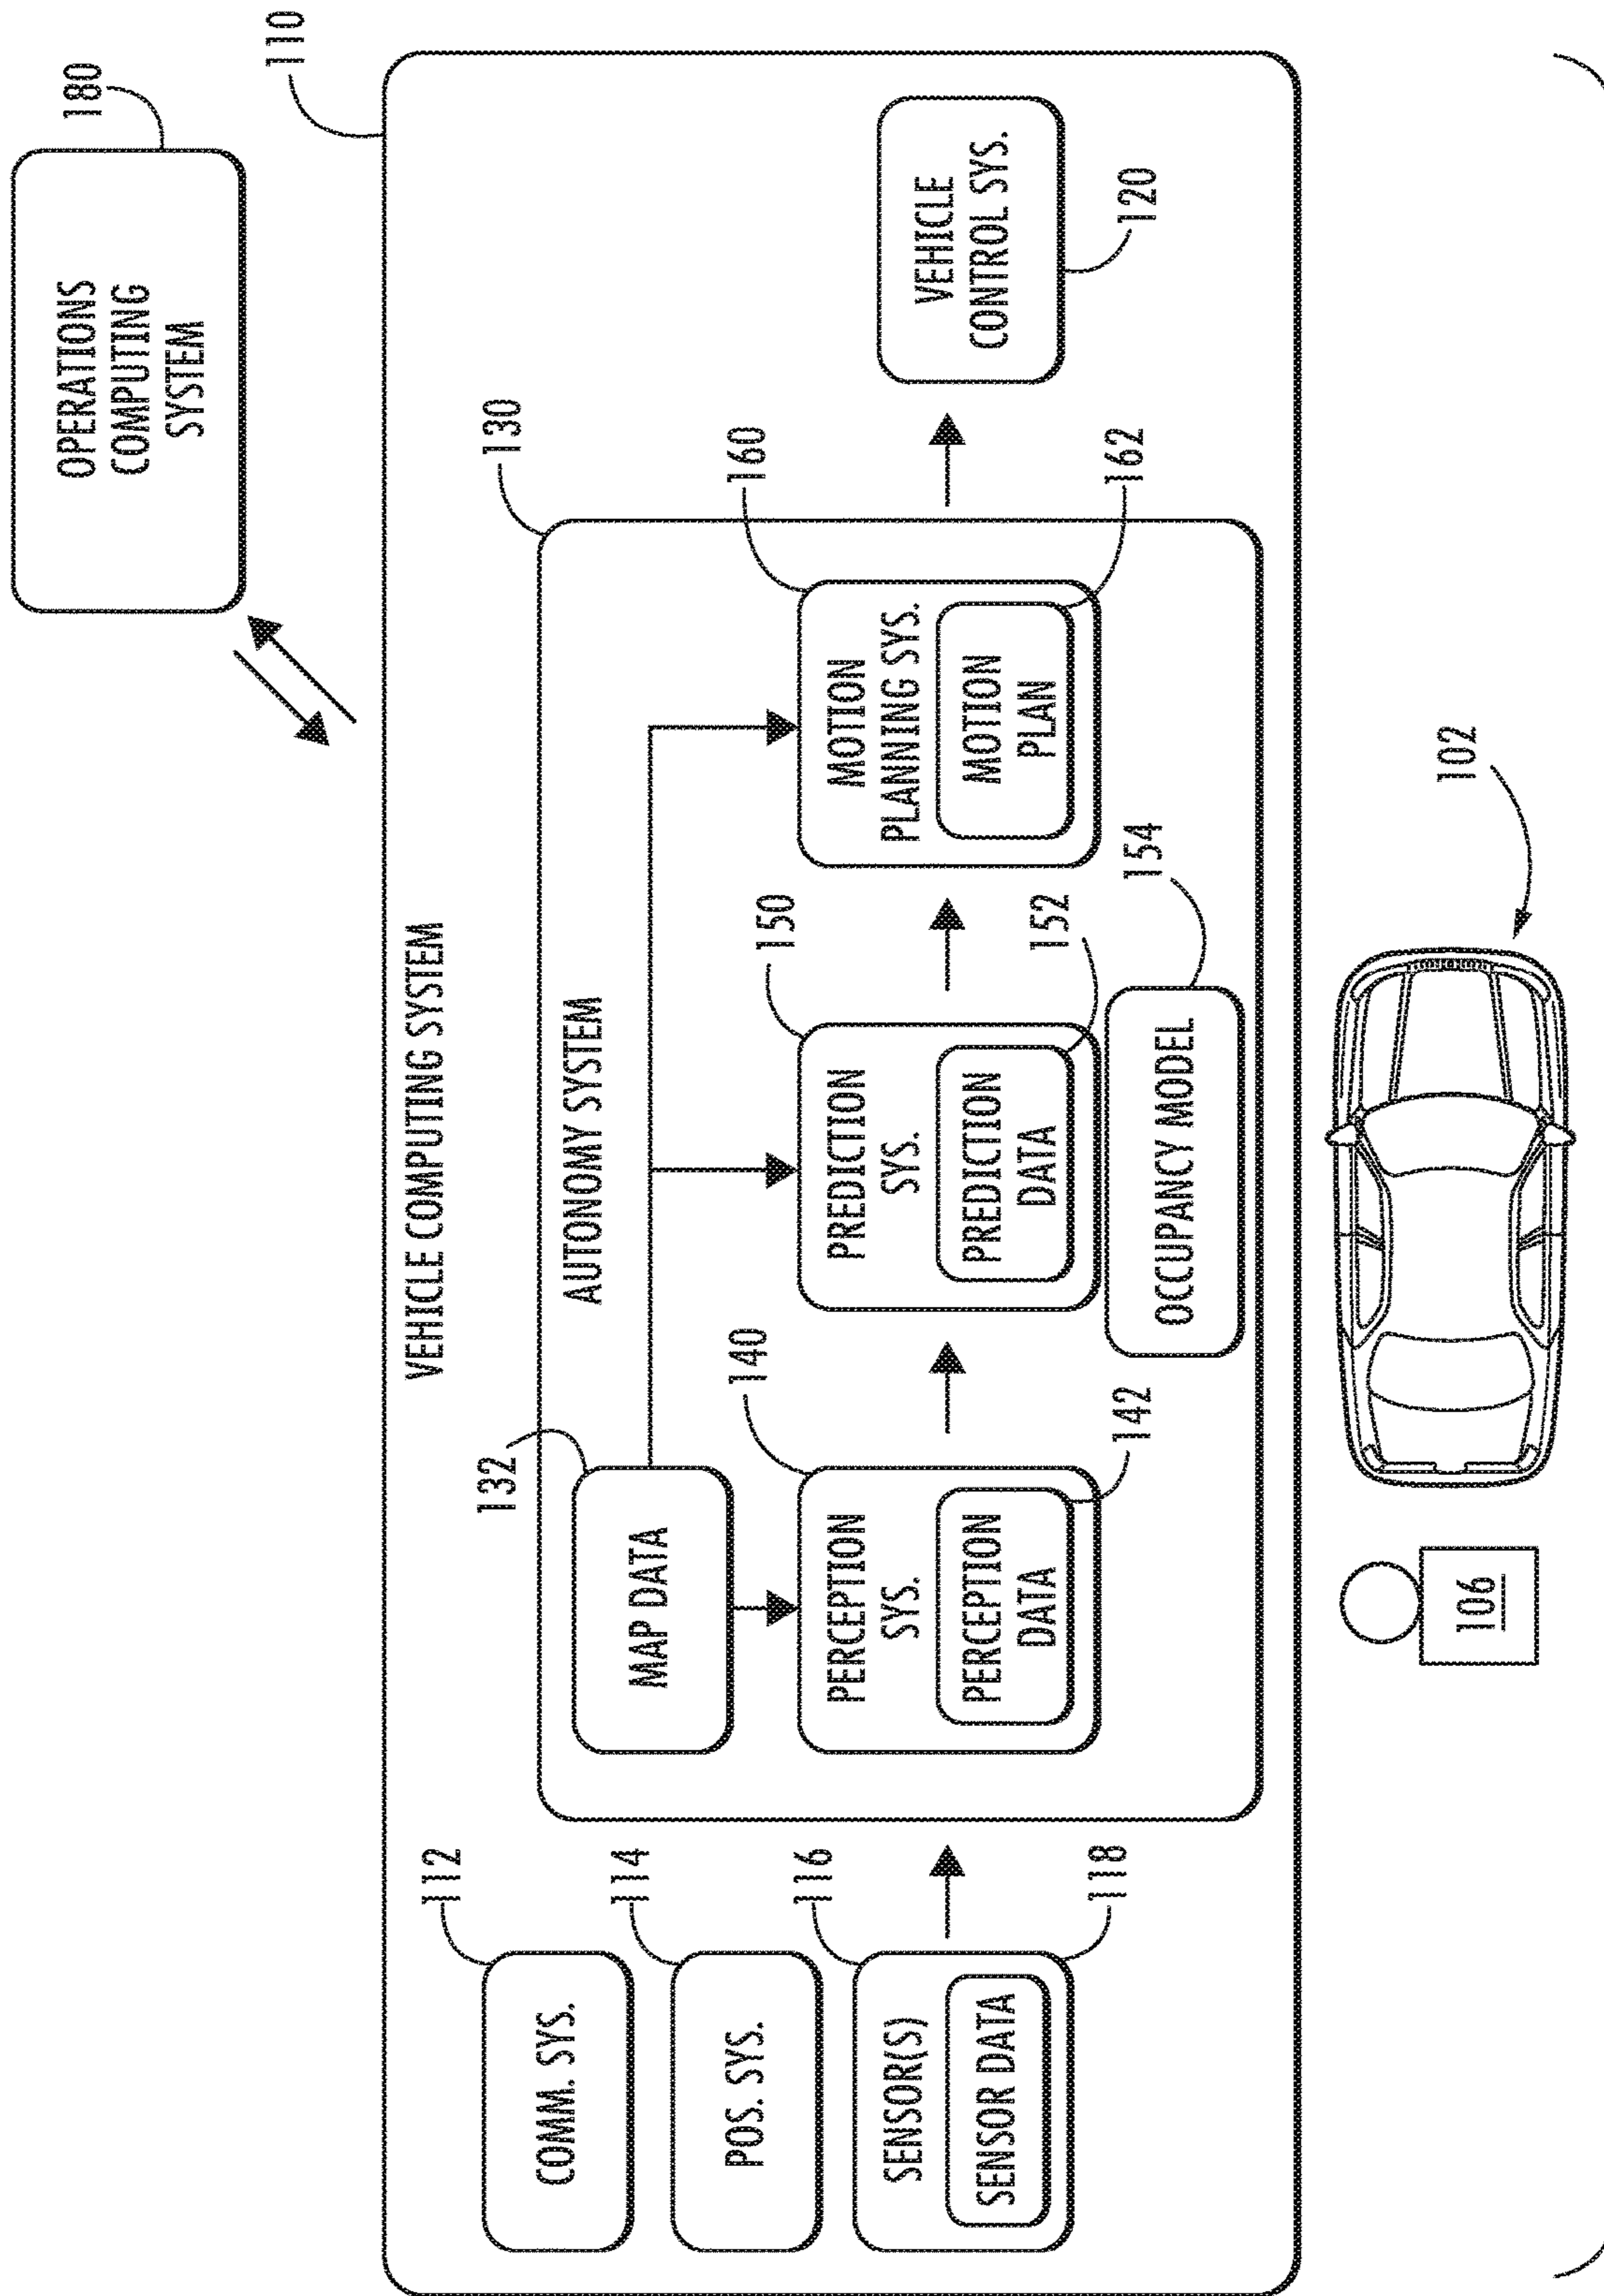 180
OPERATIONS
COMPUTING
SYSTEM
110
VEHICLE COMPUTING SYSTEM
112
COMM. SYS.
114
POS. SYS.
116
SENSOR(S)
SENSOR DATA
118
130
AUTONOMY SYSTEM
132
MAP DATA
140
PERCEPTION
SYS.
PERCEPTION
DATA
142
150
PREDICTION
SYS.
PREDICTION
DATA
152
OCCUPANCY MODEL
154
160
MOTION
PLANNING SYS.
MOTION
PLAN
162
VEHICLE
CONTROL SYS.
120
106
102